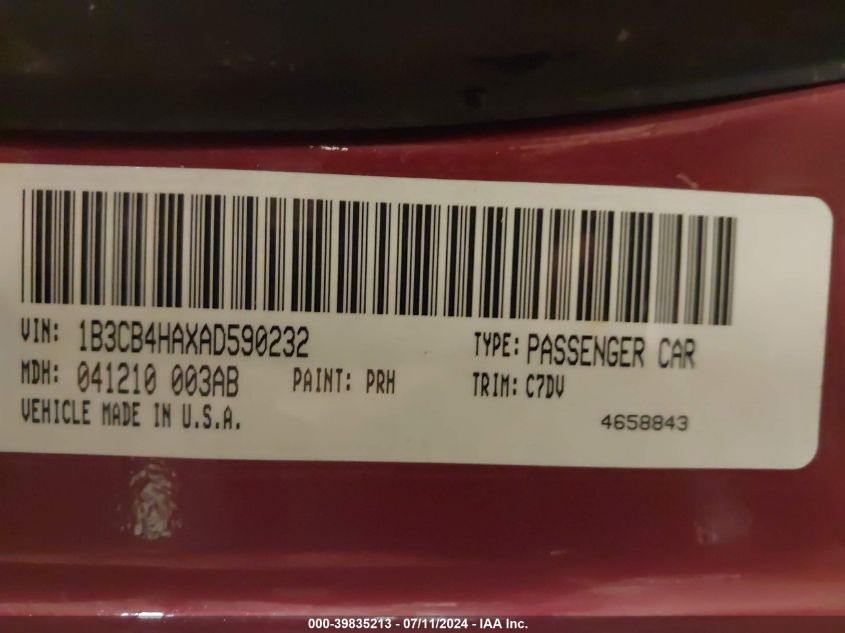 VIN: 1B3CB4HAXAD590232 TYPE: PASSENGER CAR
MDH: 041210 003AB PAINT: PRH TRIM: C7DV
VEHICLE MADE IN U.S.A. 4658843
000-39835213 - 07/11/2024 - IAA Inc.